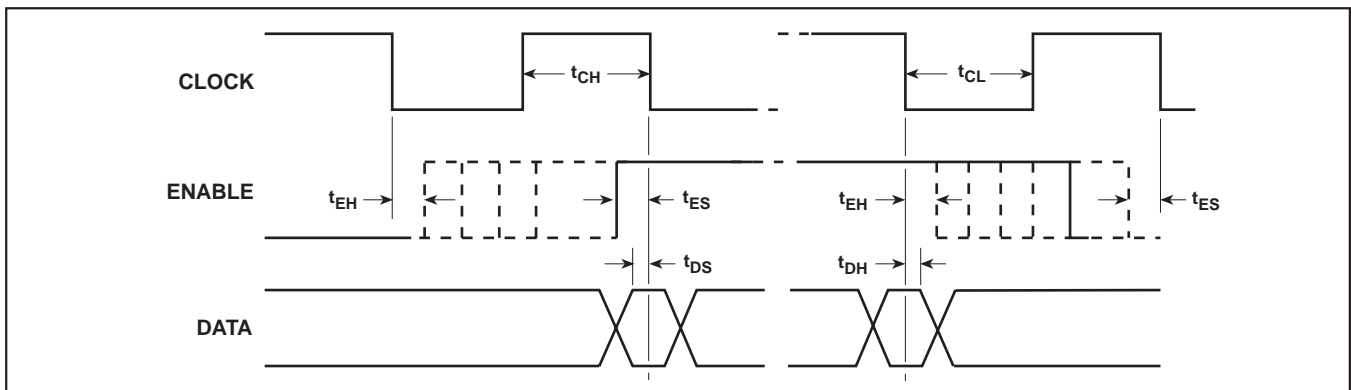 CLOCK
tCH
tCL
ENABLE
tEH
tES
tEH
tES
tDS
tDH
DATA